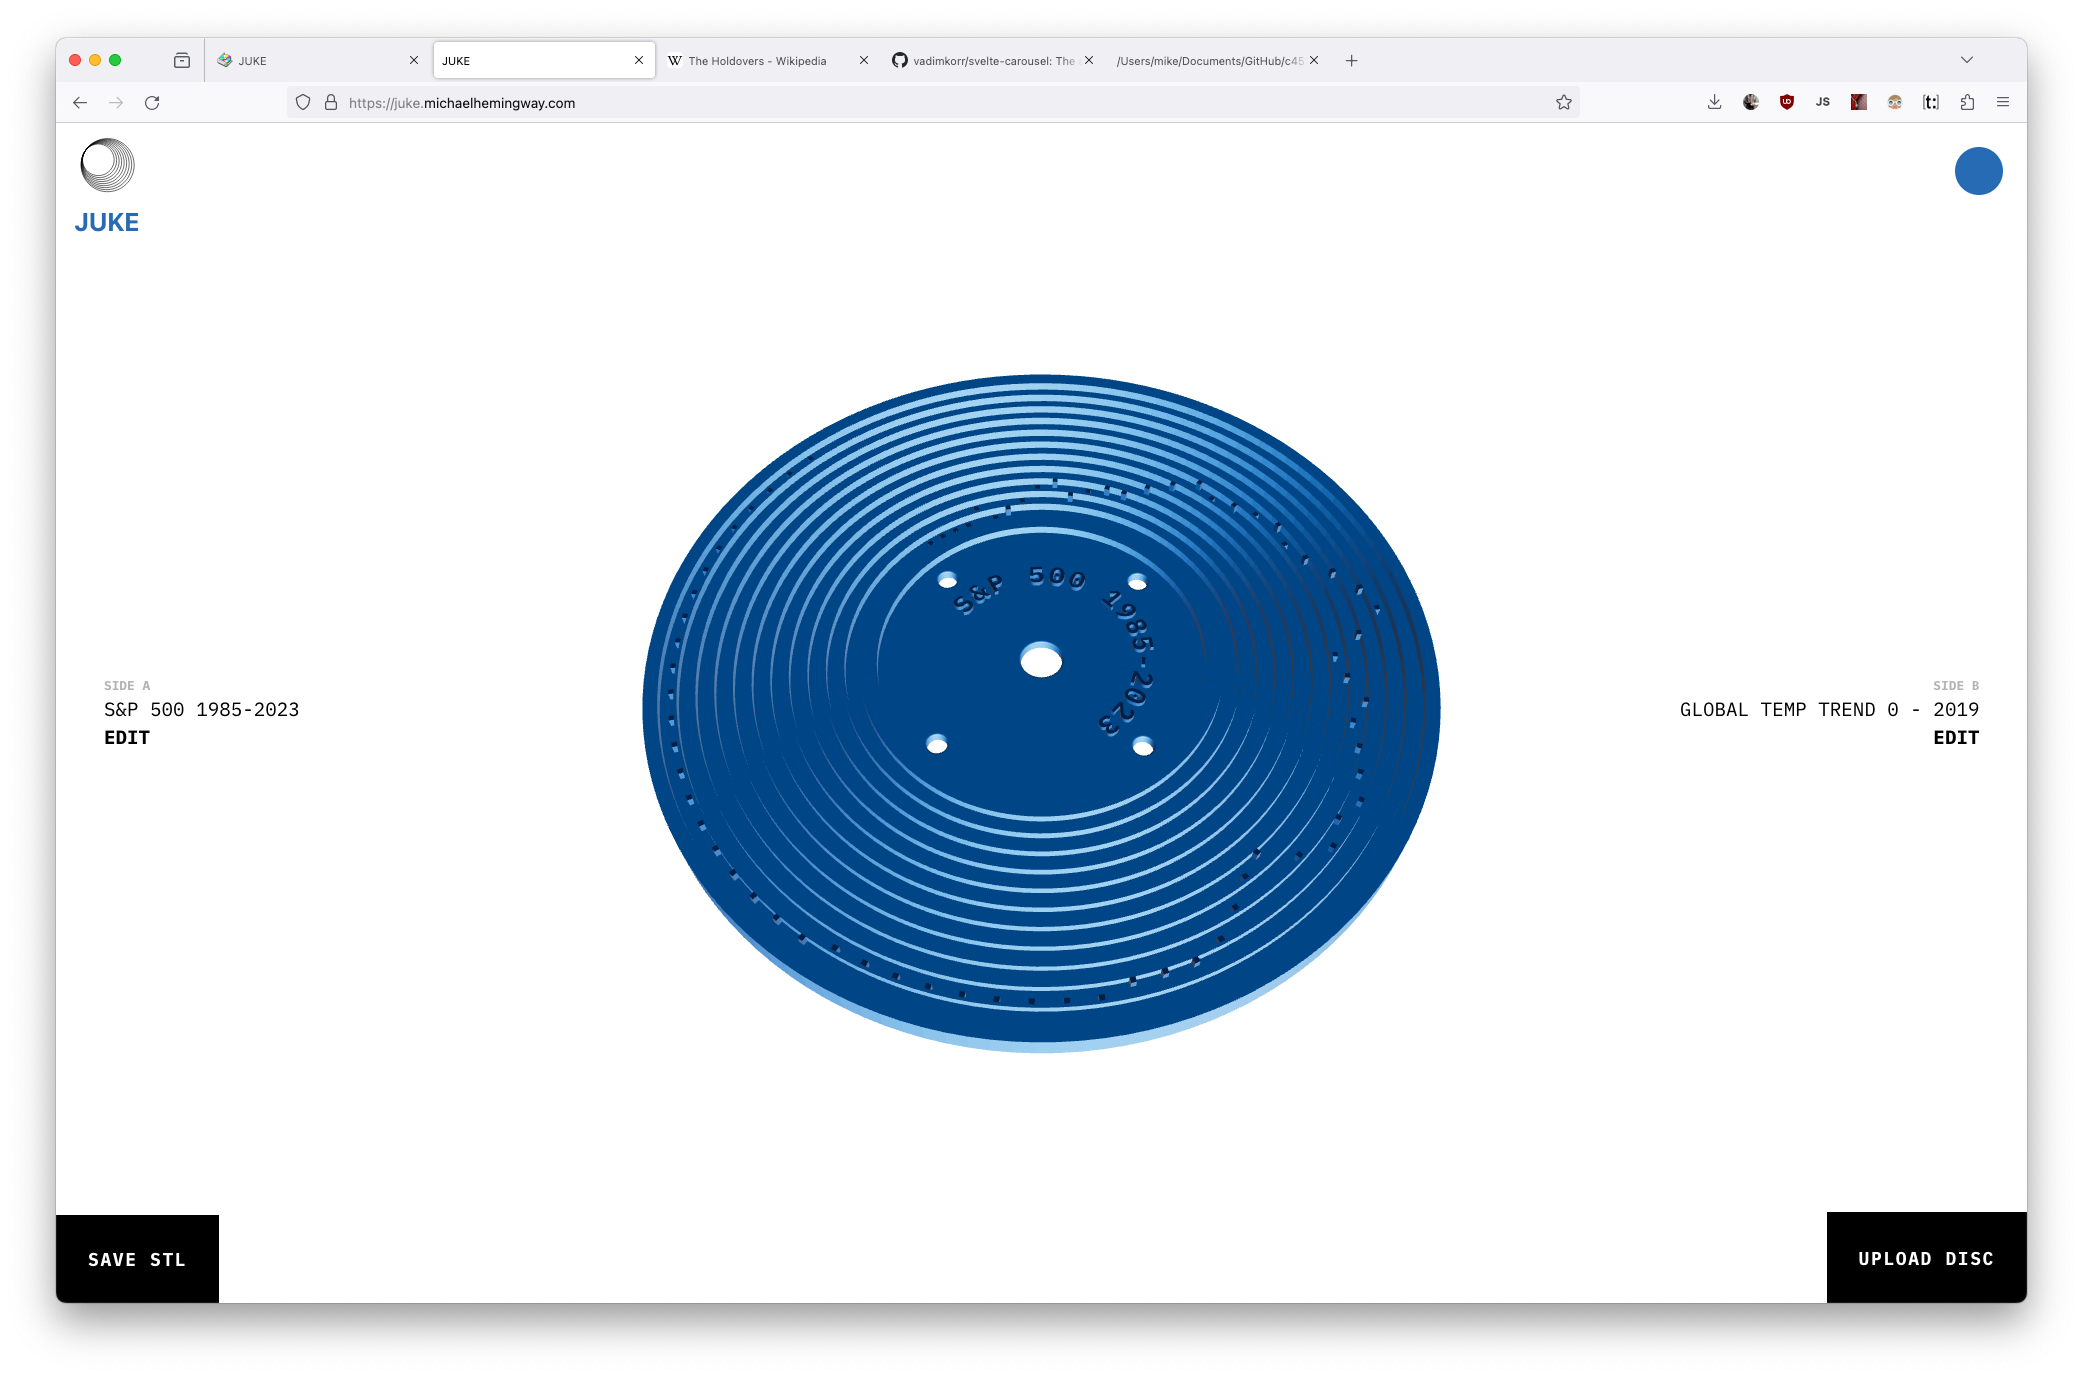 JUKE
JUKE
The Holdovers - Wikipedia
vadimkorr/svelte-carousel: The
/Users/mike/Documents/GitHub/c45
https://juke.michaelhemingway.com
JS
[t:]
JUKE
S&P 500 1985-2023
SIDE A
S&P 500 1985-2023
EDIT
SIDE B
GLOBAL TEMP TREND 0 - 2019
EDIT
SAVE STL
UPLOAD DISC